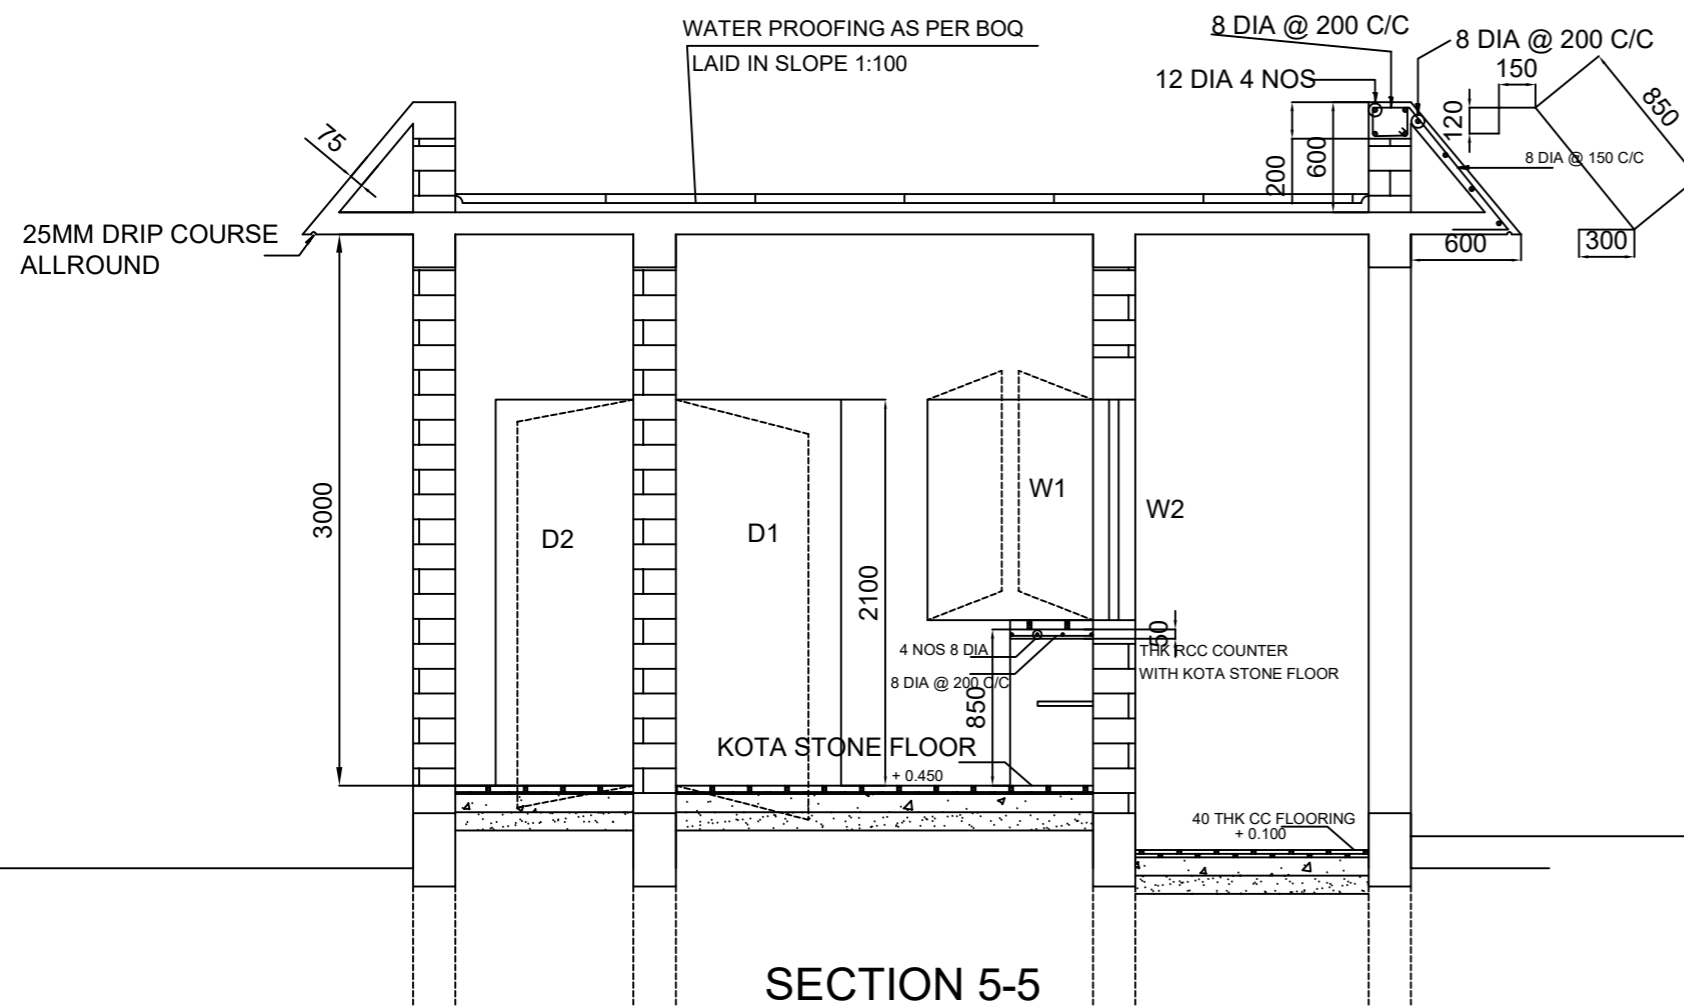 WATER PROOFING AS PER BOQ
LAID IN SLOPE 1:100
8 DIA @ 200 C/C
8 DIA @ 200 C/C
12 DIA 4 NOS
150
850
120
75
8 DIA @ 150 C/C
200
600
25MM DRIP COURSE
ALLROUND
600
300
3000
W1
W2
D2
D1
2100
50
4 NOS 8 DIA
THK RCC COUNTER
8 DIA @ 200 C/C
WITH KOTA STONE FLOOR
850
KOTA STONE FLOOR
+ 0.450
40 THK CC FLOORING
+ 0.100
SECTION 5-5